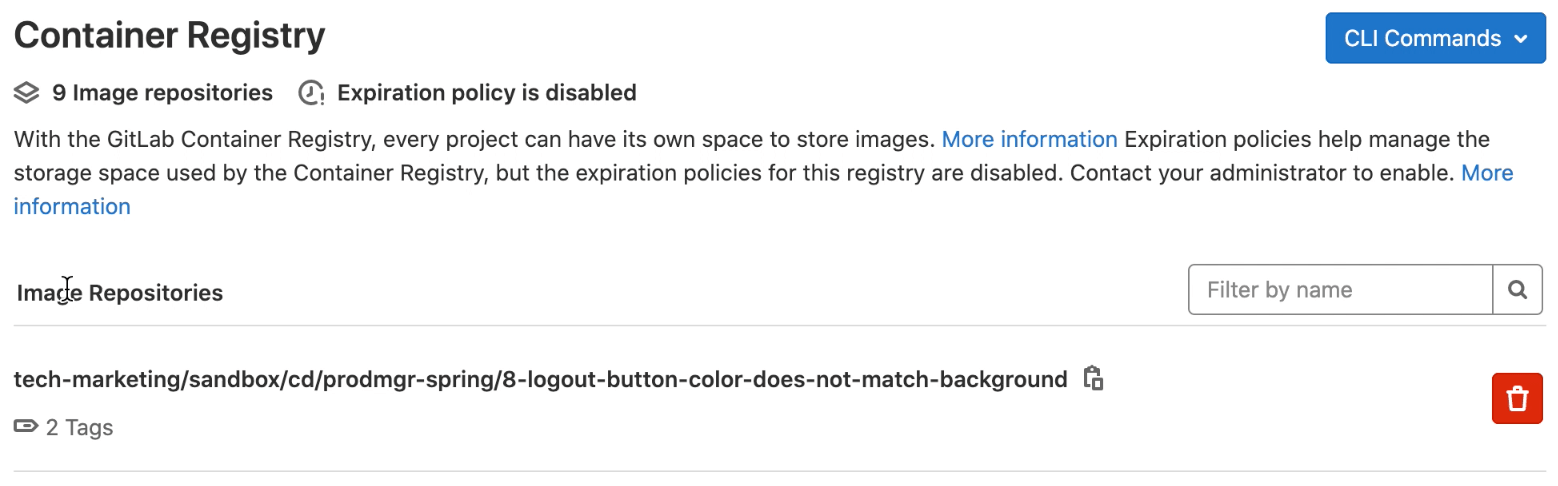 Container Registry
CLI Commands
9 Image repositories Expiration policy is disabled
With the GitLab Container Registry, every project can have its own space to store images. More information Expiration policies help manage the
storage space used by the Container Registry, but the expiration policies for this registry are disabled. Contact your administrator to enable. More
information
Image Repositories
Filter by name
tech-marketing/sandbox/cd/prodmgr-spring/8-logout-button-color-does-not-match-background
2 Tags